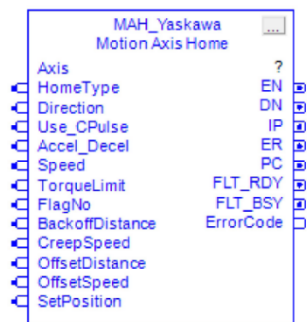 MAH_Yaskawa ...
Motion Axis Home
Axis ?
HomeType EN
Direction DN
Use_CPulse IP
Accel_Decel ER
Speed PC
TorqueLimit FLT_RDY
FlagNo FLT_BSY
BackoffDistance ErrorCode
CreepSpeed
OffsetDistance
OffsetSpeed
SetPosition